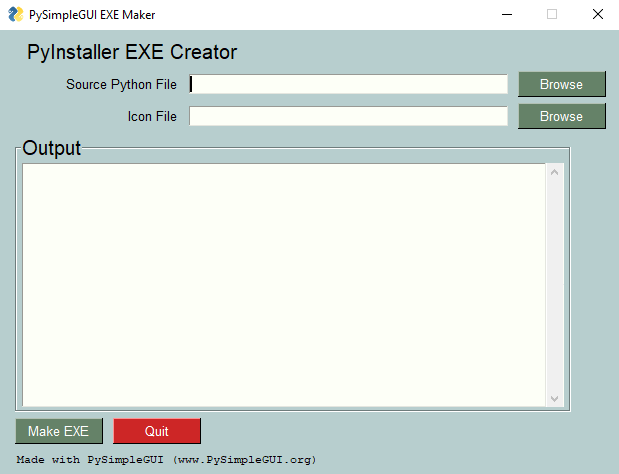 PySimpleGUI EXE Maker
PyInstaller EXE Creator
Source Python File Browse
Icon File Browse
Output
Make EXE Quit
Made with PySimpleGUI (www.PySimpleGUI.org)